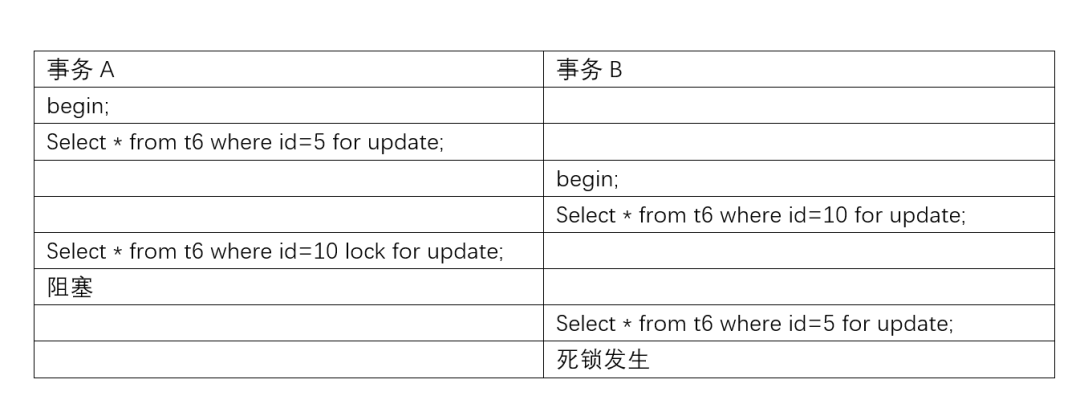 事务 A
事务 B
begin;
Select * from t6 where id=5 for update;
begin;
Select * from t6 where id=10 for update;
Select * from t6 where id=10 lock for update;
阻塞
Select * from t6 where id=5 for update;
死锁发生